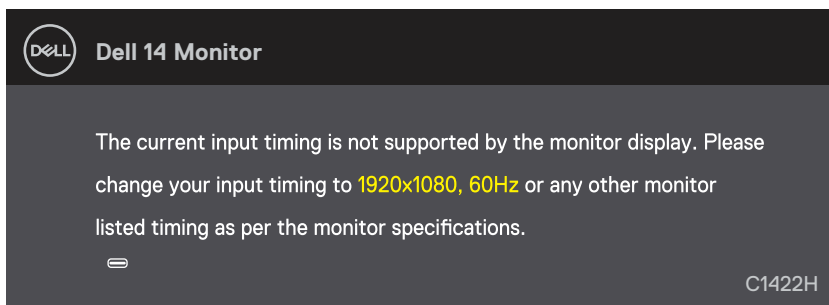 DELL
Dell 14 Monitor
The current input timing is not supported by the monitor display. Please
change your input timing to 1920x1080, 60Hz or any other monitor
listed timing as per the monitor specifications.
C1422H